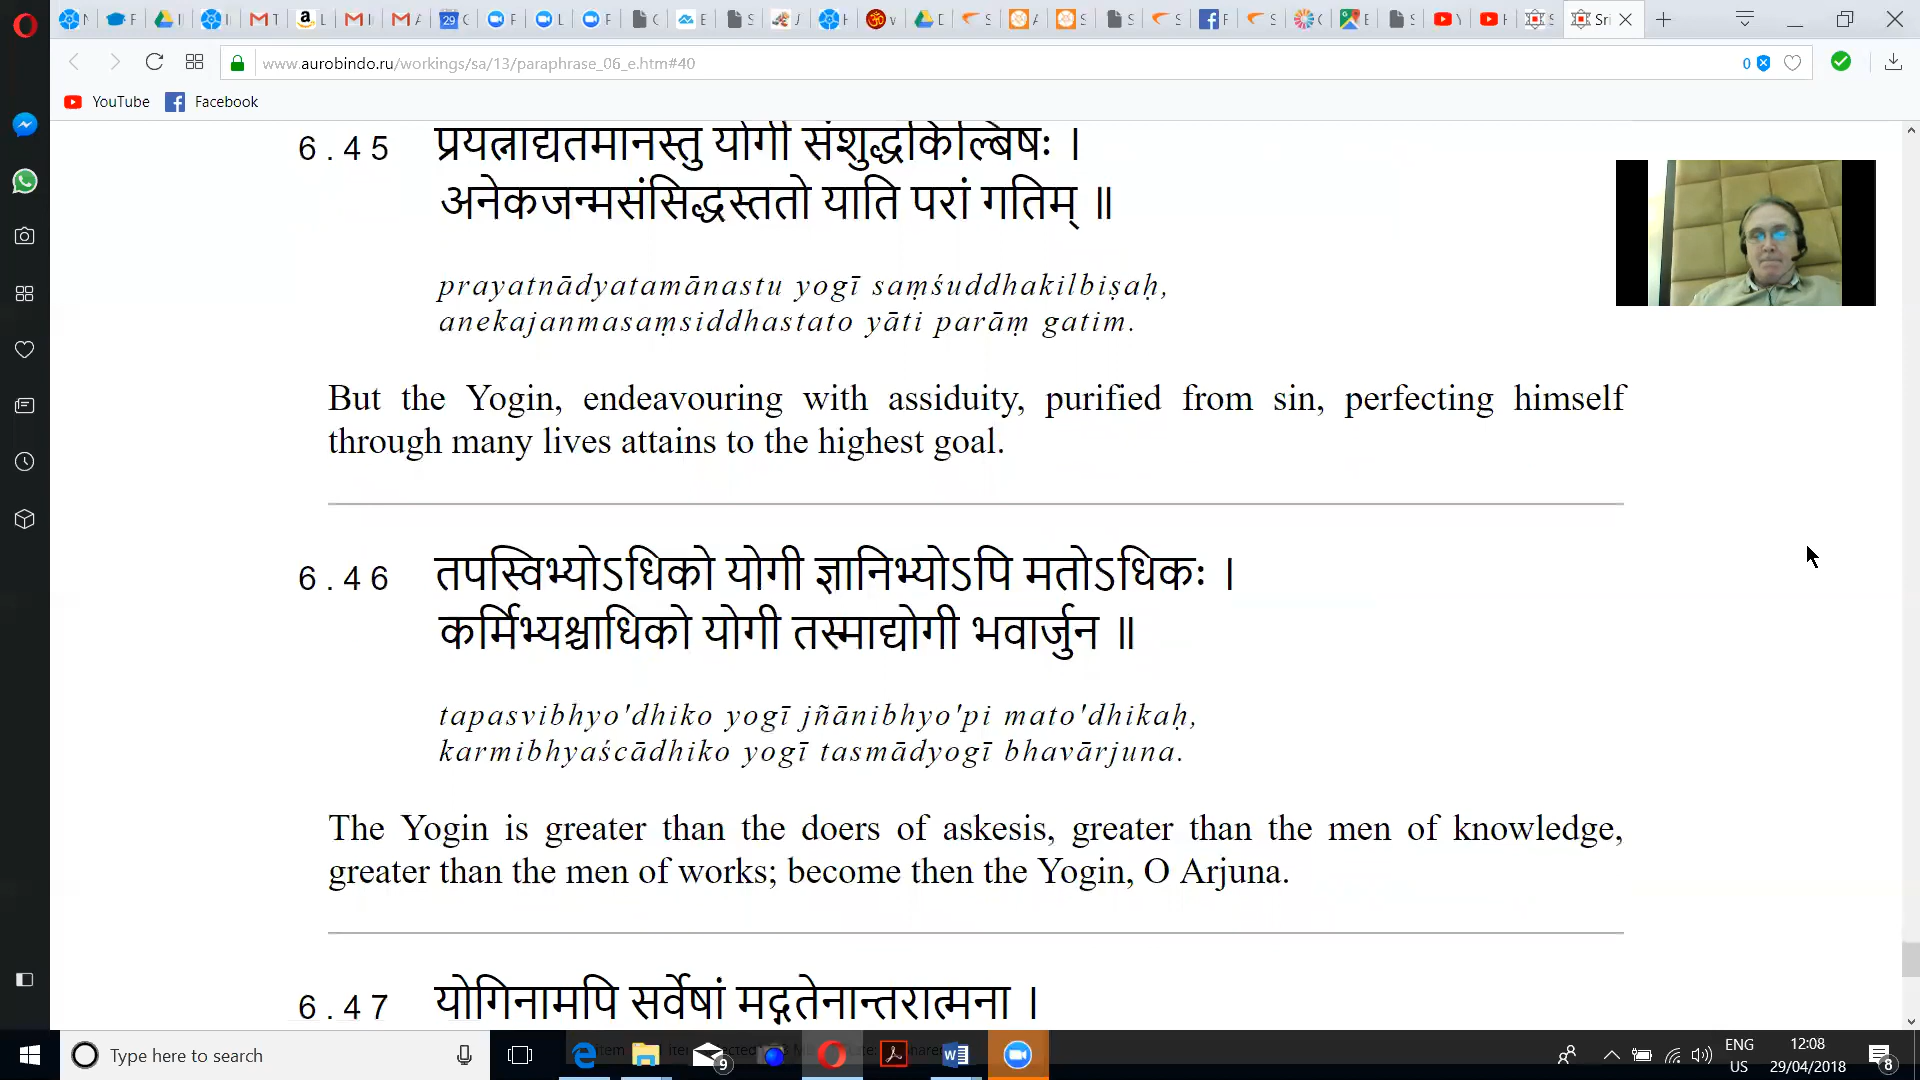 www.aurobindo.ru/workings/sa/13/paraphrase_06_e.htm#40
0
YouTube
Facebook
6.45
प्रयत्नाद्यतमानस्तु योगी संशुद्धकिल्बिषः ।
अनेकजन्मसंसिद्धस्ततो याति परां गतिम् ॥
prayatnādyatamānastu yogī saṃśuddhakilbiṣaḥ,
anekajanmasaṃsiddhastato yāti parāṃ gatim.
But the Yogin, endeavouring with assiduity, purified from sin, perfecting himself
through many lives attains to the highest goal.
6.46
तपस्विभ्योऽधिको योगी ज्ञानिभ्योऽपि मतोऽधिकः ।
कर्मिभ्यश्चाधिको योगी तस्माद्योगी भवार्जुन ॥
tapasvibhyo'dhiko yogī jñānibhyo'pi mato'dhikaḥ,
karmibhyaścādhiko yogī tasmādyogī bhavārjuna.
The Yogin is greater than the doers of askesis, greater than the men of knowledge,
greater than the men of works; become then the Yogin, O Arjuna.
6.47
योगिनामपि सर्वेषां मद्गतेनान्तरात्मना ।
Type here to search
9
ENG
US
12:08
29/04/2018
8